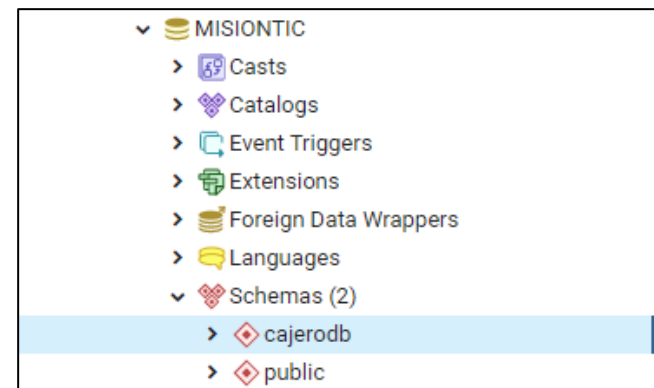 MISIONTIC
Casts
Catalogs
Event Triggers
Extensions
Foreign Data Wrappers
Languages
Schemas (2)
cajerodb
public